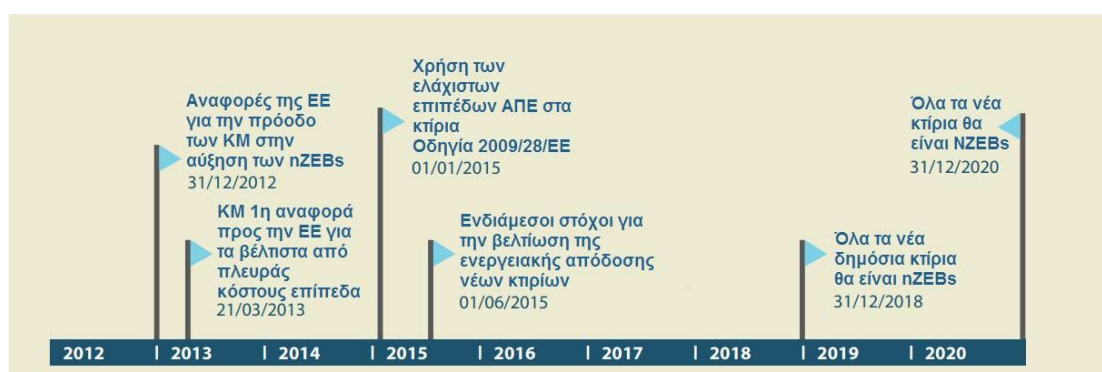 Αναφορές της ΕΕ
για την πρόοδο
των ΚΜ στην
αύξηση των nZEBs
31/12/2012
ΚΜ 1η αναφορά
προς την ΕΕ για
τα βέλτιστα από
πλευράς
κόστους επίπεδα
21/03/2013
Χρήση των
ελάχιστων
επιπέδων ΑΠΕ στα
κτίρια
Οδηγία 2009/28/ΕΕ
01/01/2015
Ενδιάμεσοι στόχοι για
την βελτίωση της
ενεργειακής απόδοσης
νέων κτιρίων
01/06/2015
Όλα τα νέα
δημόσια κτίρια
θα είναι nZEBs
31/12/2018
Όλα τα νέα
κτίρια θα
είναι NZEBs
31/12/2020
2012 | 2013 | 2014 | 2015 | 2016 | 2017 | 2018 | 2019 | 2020